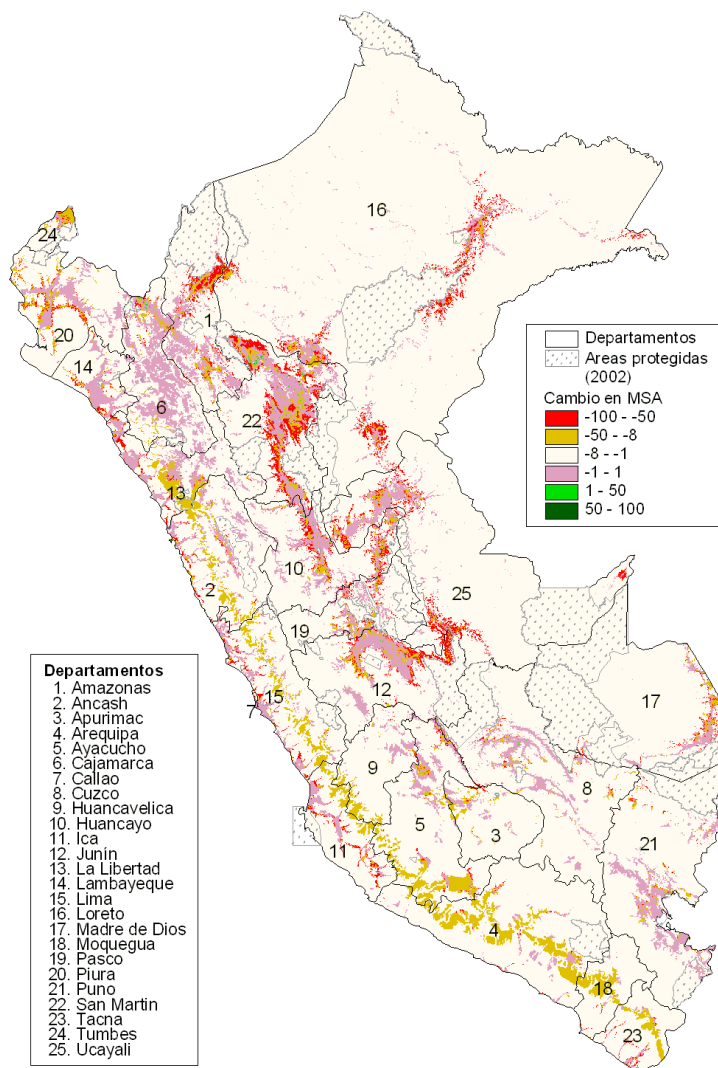 16
24
1
20
14
6
22
13
10
2
25
19
15
12
7
17
9
8
5
3
11
21
4
18
23
Departamentos
Areas protegidas
(2002)
Cambio en MSA
-100 - -50
-50 - -8
-8 - -1
-1 - 1
1 - 50
50 - 100
Departamentos
1. Amazonas
2. Ancash
3. Apurimac
4. Arequipa
5. Ayacucho
6. Cajamarca
7. Callao
8. Cuzco
9. Huancavelica
10. Huancayo
11. Ica
12. Junín
13. La Libertad
14. Lambayeque
15. Lima
16. Loreto
17. Madre de Dios
18. Moquegua
19. Pasco
20. Piura
21. Puno
22. San Martin
23. Tacna
24. Tumbes
25. Ucayali